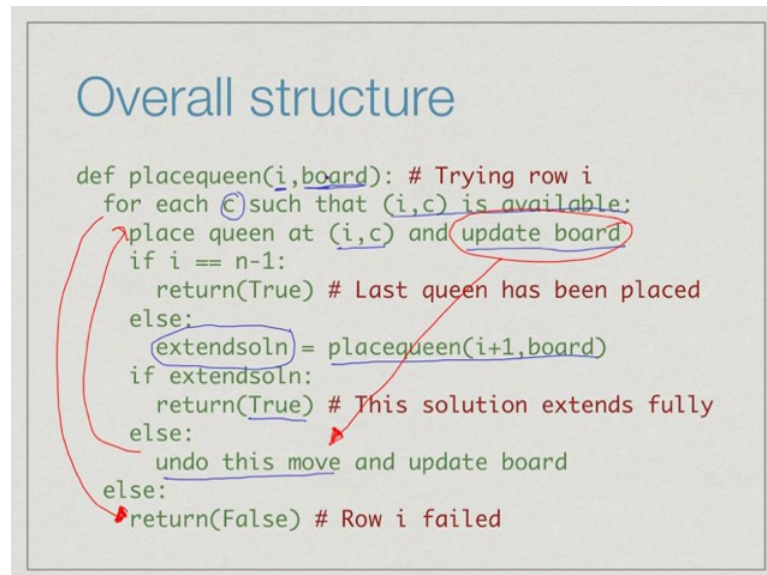 Overall structure
def placequeen(i,board): # Trying row i
for each c such that (i,c) is available:
place queen at (i,c) and update board
if i == n-1:
return(True) # Last queen has been placed
else:
extendsoln = placequeen(i+1,board)
if extendsoln:
return(True) # This solution extends fully
else:
undo this move and update board
else:
return(False) # Row i failed